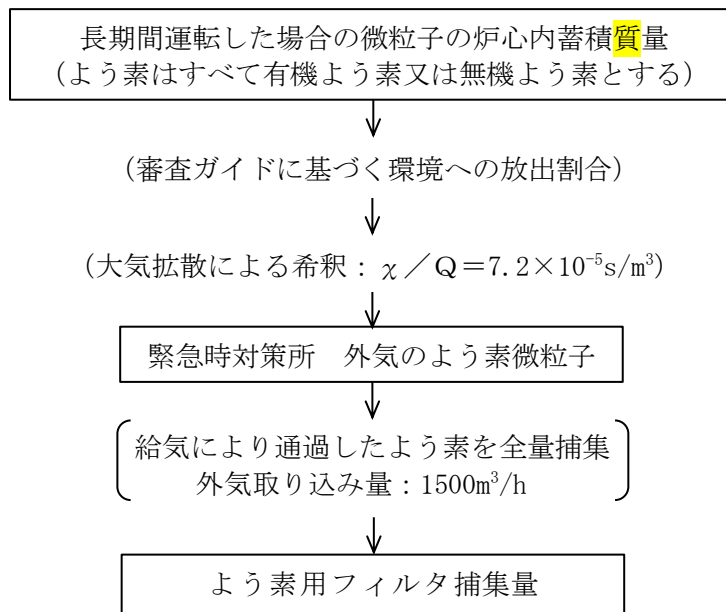 長期間運転した場合の微粒子の炉心内蓄積質量
(よう素はすべて有機よう素又は無機よう素とする)
(審査ガイドに基づく環境への放出割合)
(大気拡散による希釈:χ/Q=7.2×10⁻⁵s/m³)
緊急時対策所 外気のよう素微粒子
給気により通過したよう素を全量捕集
外気取り込み量:1500m³/h
よう素用フィルタ捕集量